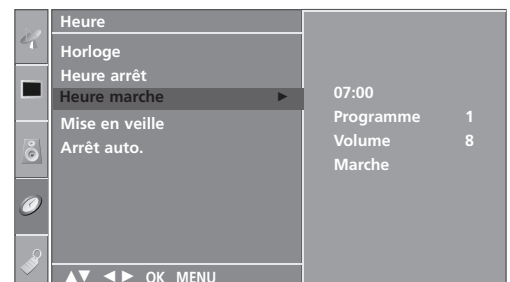 Heure
Horloge
Heure arrêt
Heure marche ►
Mise en veille
Arrêt auto.
07:00
Programme 1
Volume 8
Marche
▲▼ ◄► OK MENU